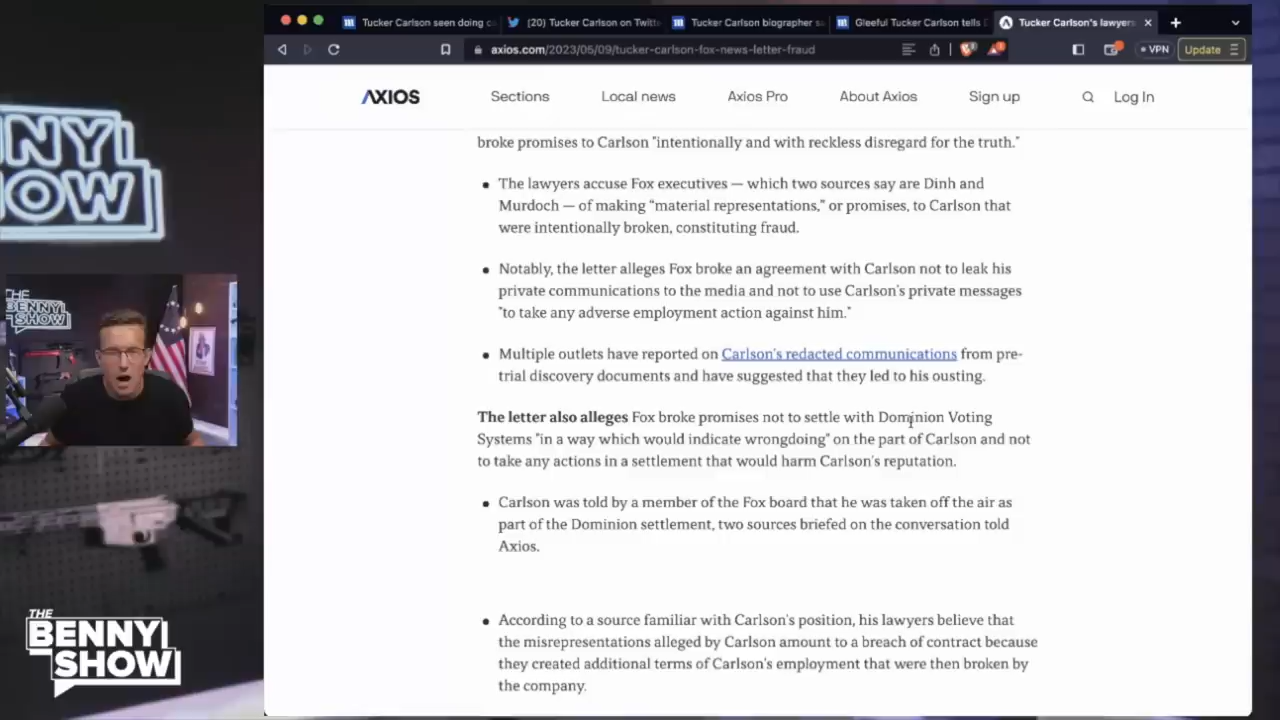 Tucker Carlson seen doing c
(20) Tucker Carlson on Twitt
Tucker Carlson biographer s
Gleeful Tucker Carlson tells
Tucker Carlson's lawyers
axios.com/2023/05/09/tucker-carlson-fox-news-letter-fraud
VPN
Update
AXIOS
Sections
Local news
Axios Pro
About Axios
Sign up
Log In
broke promises to Carlson "intentionally and with reckless disregard for the truth."
The lawyers accuse Fox executives — which two sources say are Dinh and
Murdoch — of making "material representations," or promises, to Carlson that
were intentionally broken, constituting fraud.
Notably, the letter alleges Fox broke an agreement with Carlson not to leak his
private communications to the media and not to use Carlson's private messages
"to take any adverse employment action against him."
Multiple outlets have reported on Carlson's redacted communications from pre-
trial discovery documents and have suggested that they led to his ousting.
The letter also alleges Fox broke promises not to settle with Dominion Voting
Systems "in a way which would indicate wrongdoing" on the part of Carlson and not
to take any actions in a settlement that would harm Carlson's reputation.
Carlson was told by a member of the Fox board that he was taken off the air as
part of the Dominion settlement, two sources briefed on the conversation told
Axios.
According to a source familiar with Carlson's position, his lawyers believe that
the misrepresentations alleged by Carlson amount to a breach of contract because
they created additional terms of Carlson's employment that were then broken by
the company.
NNY
OW
THE
BENNY
SHOW
THE
BENNY
SHOW